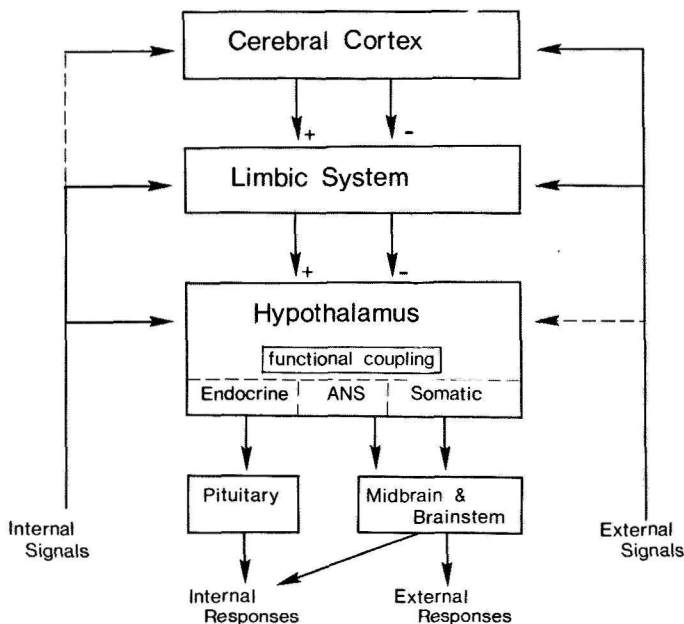 Cerebral Cortex
+ -
Limbic System
+ -
Hypothalamus
functional coupling
Endocrine ANS Somatic
Pituitary
Midbrain &
Brainstem
Internal
Signals
External
Signals
Internal
Responses
External
Responses